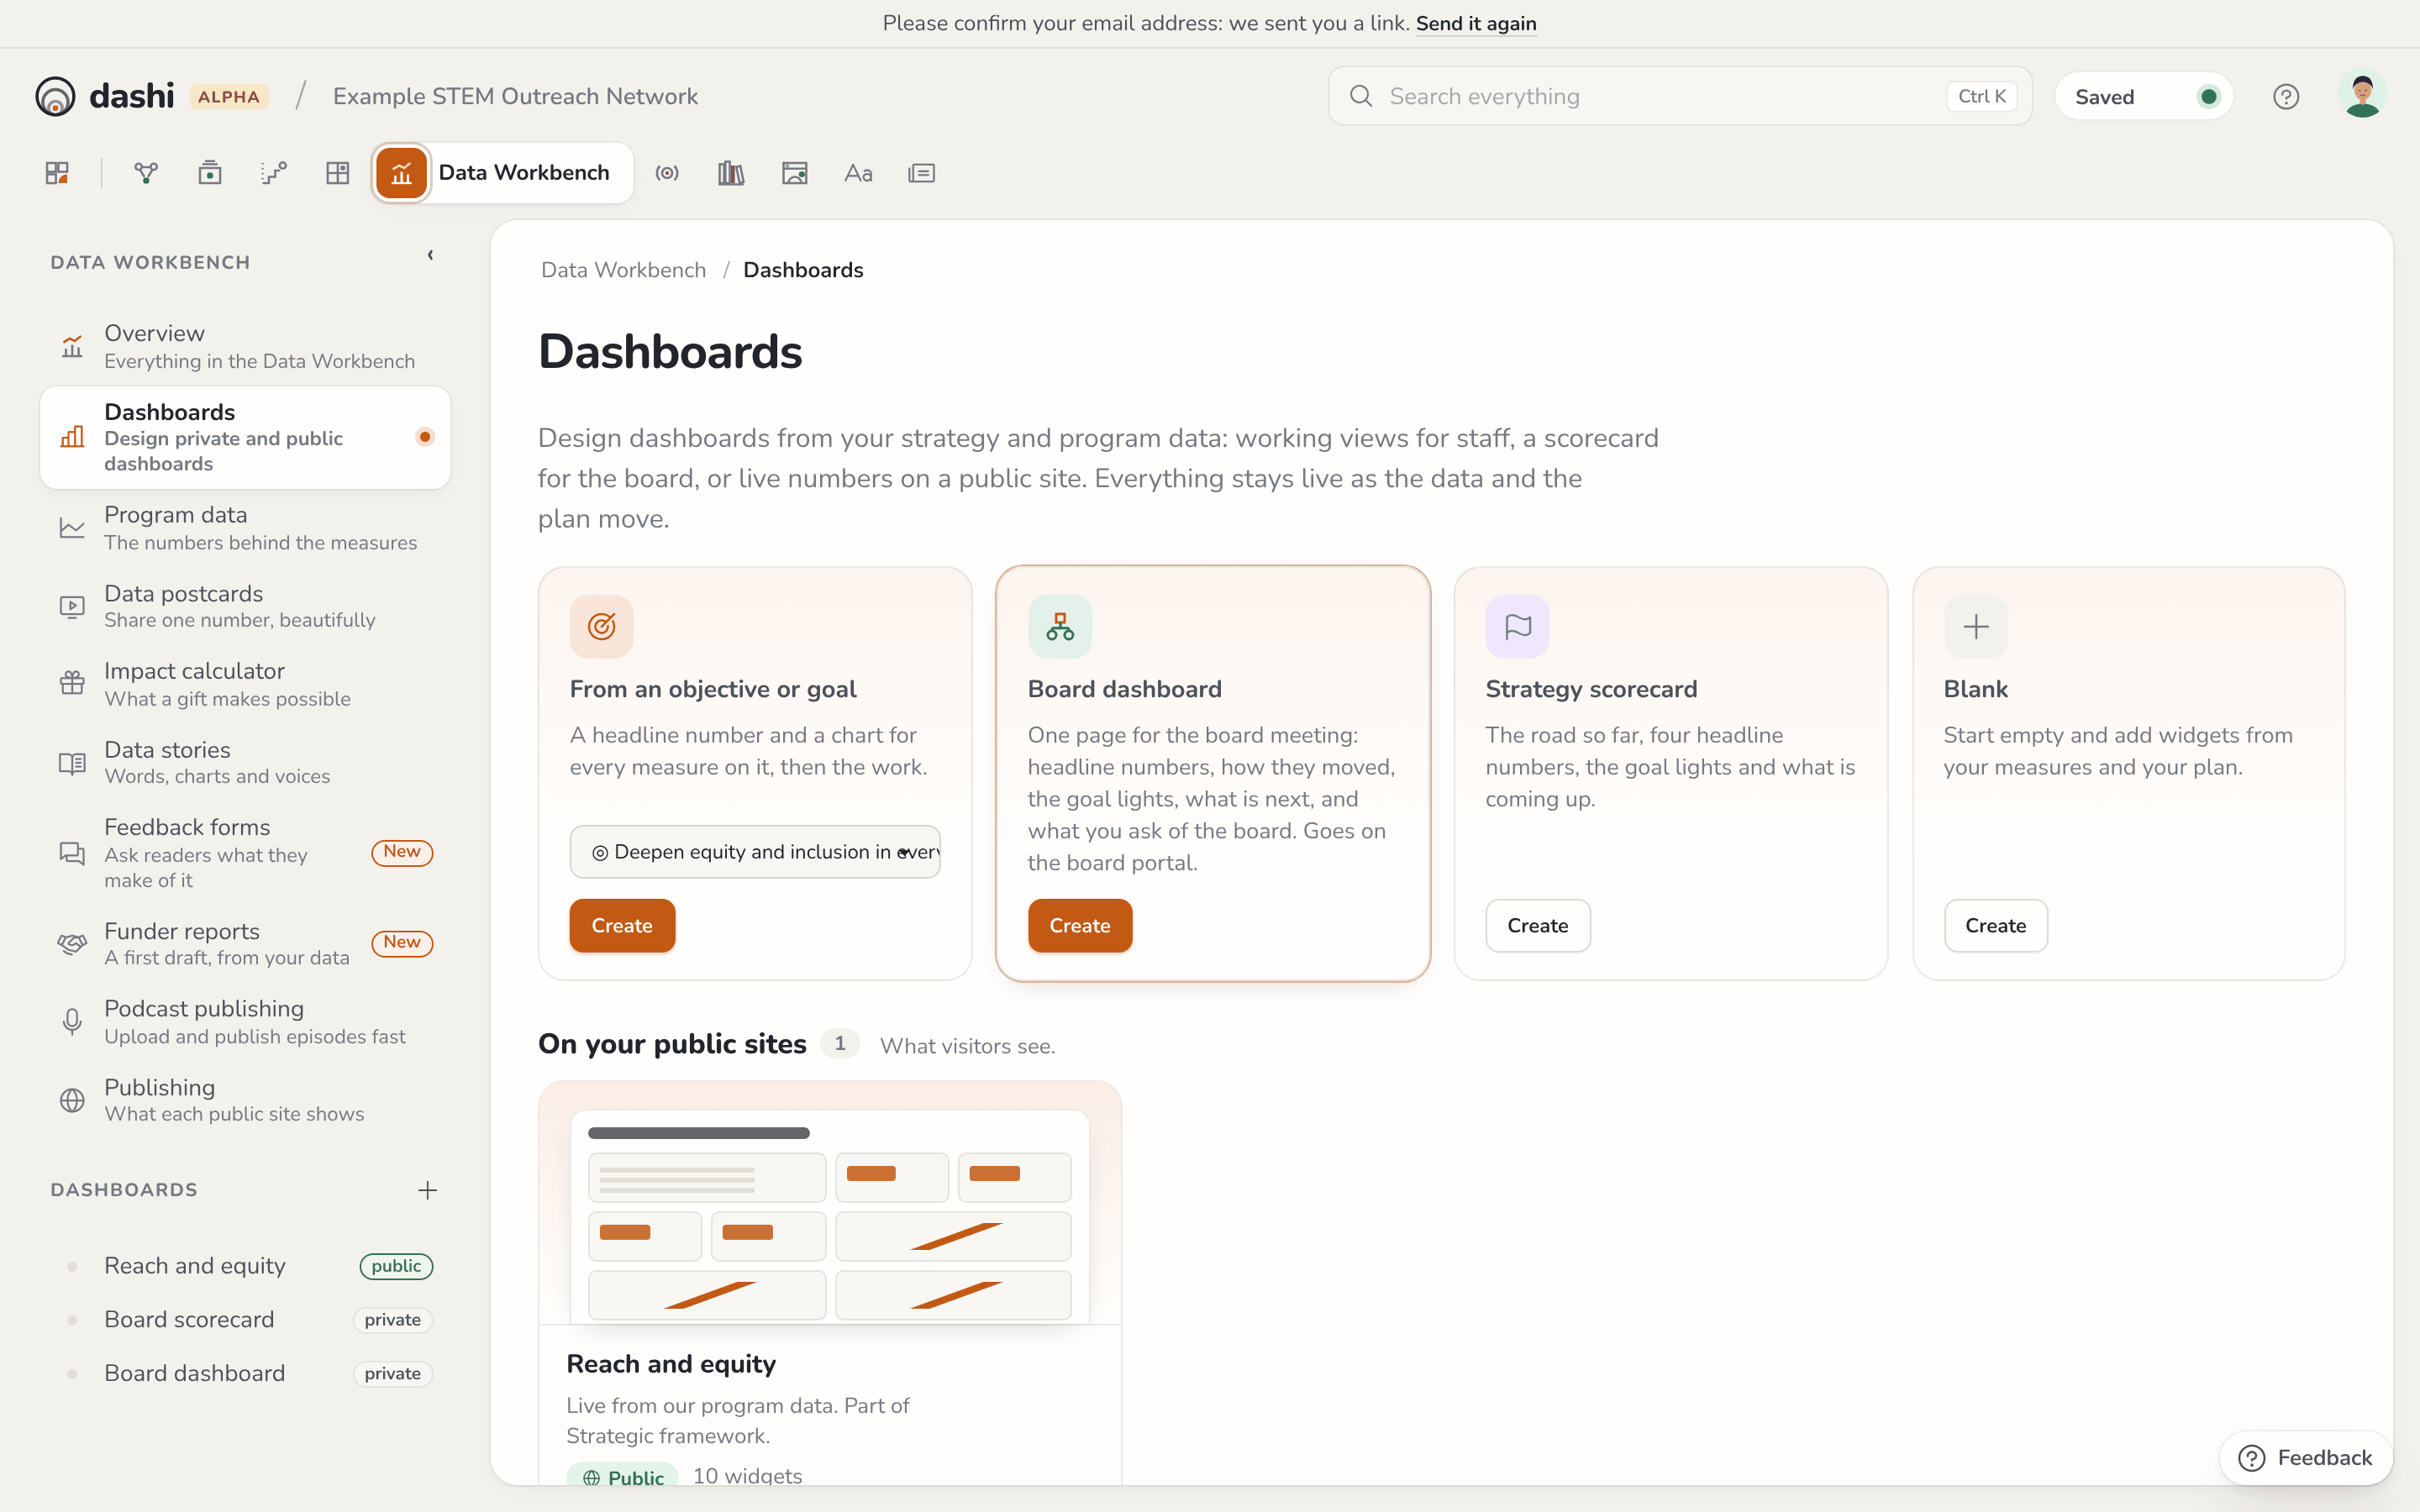 Please confirm your email address: we sent you a link. Send it again
dashi ALPHA / Example STEM Outreach Network
Search everything Ctrl K
Saved
Data Workbench
Aa
DATA WORKBENCH
Overview
Everything in the Data Workbench
Dashboards
Design private and public
dashboards
Program data
The numbers behind the measures
Data postcards
Share one number, beautifully
Impact calculator
What a gift makes possible
Data stories
Words, charts and voices
Feedback forms
Ask readers what they
make of it
New
Funder reports
A first draft, from your data
New
Podcast publishing
Upload and publish episodes fast
Publishing
What each public site shows
DASHBOARDS
Reach and equity public
Board scorecard private
Board dashboard private
Data Workbench / Dashboards
Dashboards
Design dashboards from your strategy and program data: working views for staff, a scorecard
for the board, or live numbers on a public site. Everything stays live as the data and the
plan move.
From an objective or goal
A headline number and a chart for
every measure on it, then the work.
Deepen equity and inclusion in every
Create
Board dashboard
One page for the board meeting:
headline numbers, how they moved,
the goal lights, what is next, and
what you ask of the board. Goes on
the board portal.
Create
Strategy scorecard
The road so far, four headline
numbers, the goal lights and what is
coming up.
Create
Blank
Start empty and add widgets from
your measures and your plan.
Create
On your public sites 1 What visitors see.
Reach and equity
Live from our program data. Part of
Strategic framework.
Public 10 widgets
Feedback